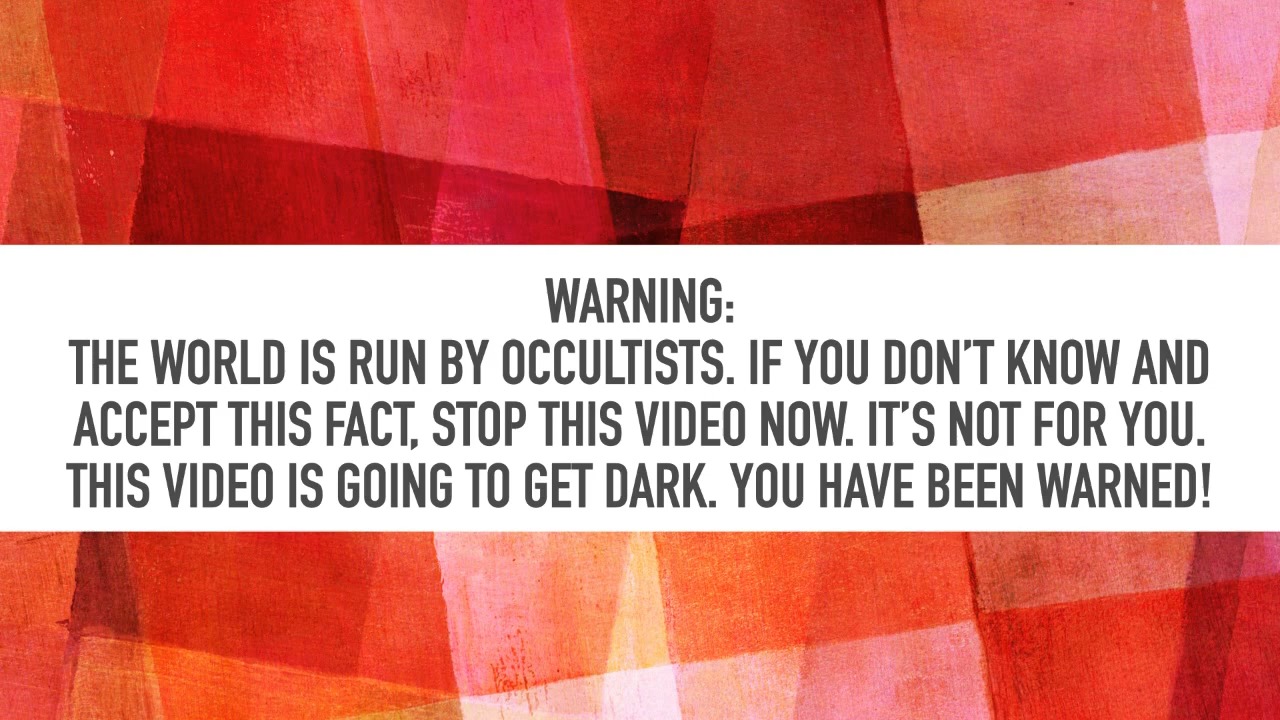 WARNING:
THE WORLD IS RUN BY OCCULTISTS. IF YOU DON’T KNOW AND
ACCEPT THIS FACT, STOP THIS VIDEO NOW. IT’S NOT FOR YOU.
THIS VIDEO IS GOING TO GET DARK. YOU HAVE BEEN WARNED!